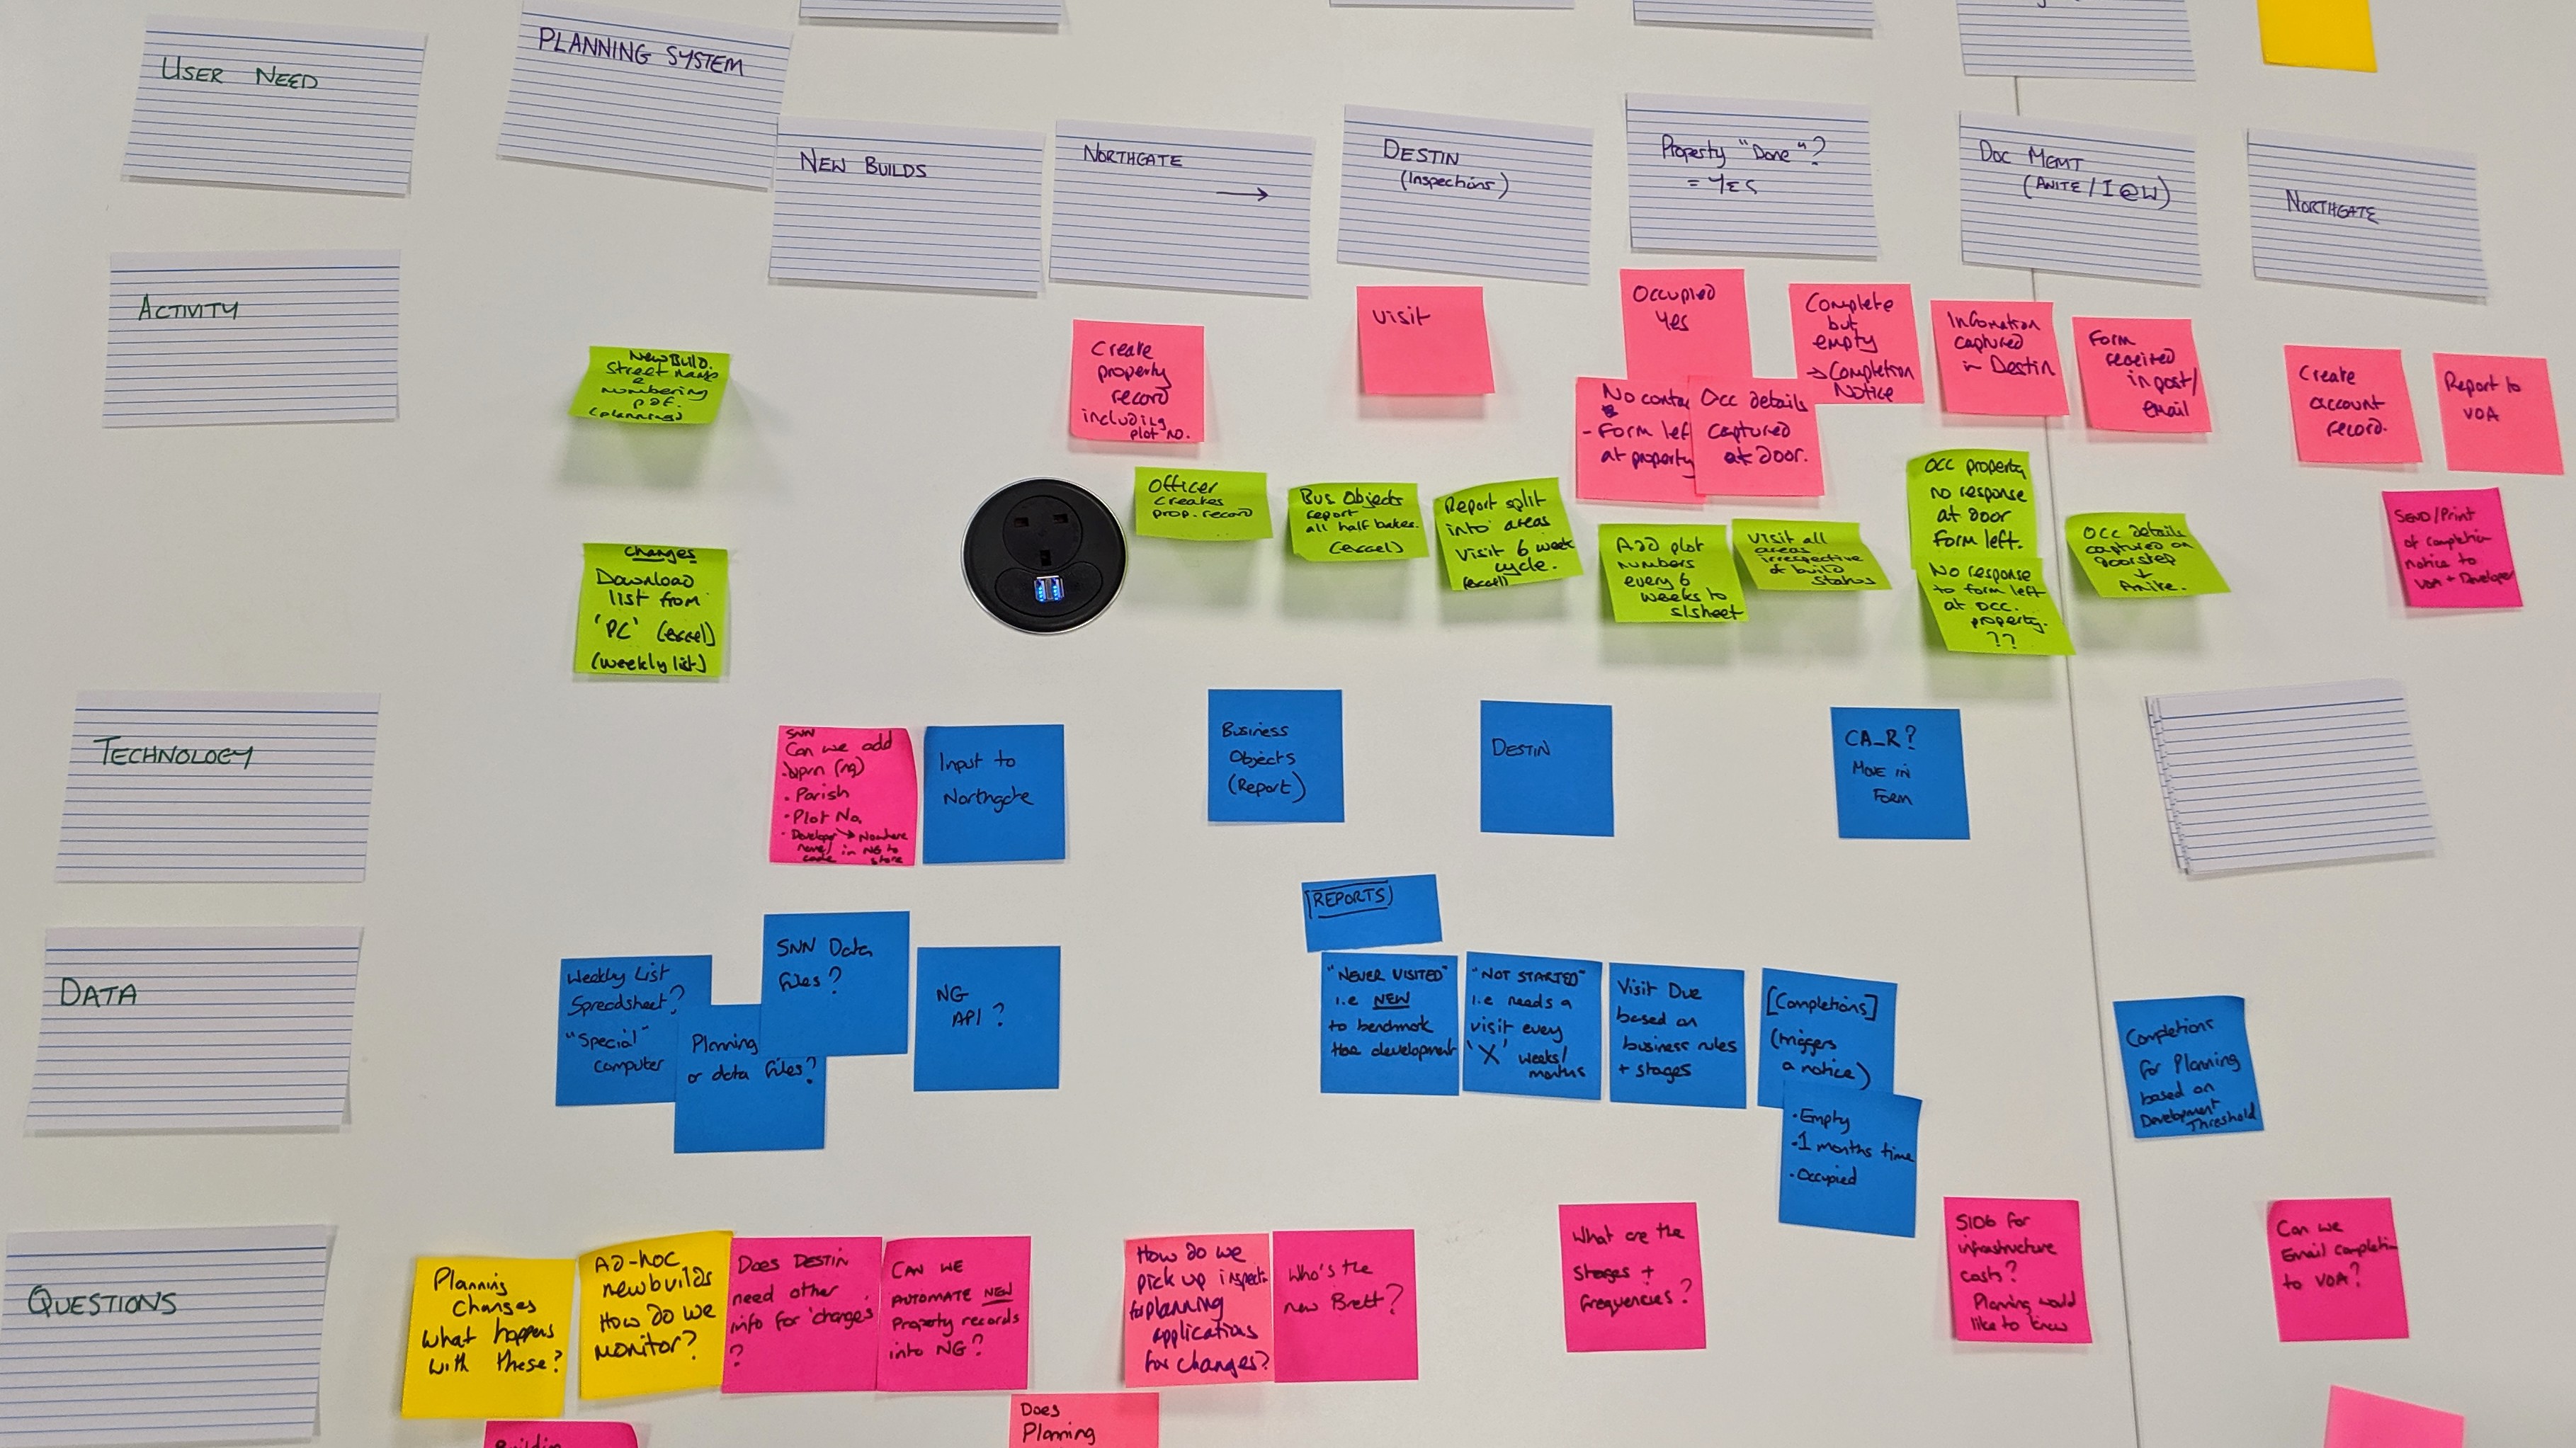 USER NEED
PLANNING SYSTEM
NEW BUILDS
NORTHGATE
→
DESTIN
(Inspections)
Property "Done"?
= YES
DOC MGMT
(ANITE / I@W)
NORTHGATE
ACTIVITY
New Build.
Street name
&
numbering
pdf.
(planning)
Create
property
record
including
plot no.
Visit
Occupied
Yes
Complete
but
empty
→ Completion
Notice
No contac
- Form lef
at property
Occ details
captured
at door.
Information
captured
in Destin
Form
received
in post/
email
Create
account
record.
Report to
VOA
Changes
Download
list from
'PC' (excel)
(weekly list)
Officer
creates
prop. record
Bus Objects
report
all half bakes.
(excel)
Report split
into areas
Visit 6 week
cycle.
(excel)
Add plot
numbers
every 6
weeks to
s/sheet
Visit all
areas
irrespective
of build
status
Occ property
no response
at door
form left.
No response
to form left
at occ.
property.
??
Occ details
captured on
doorstep
↓
Anite.
SEND/Print
of completion
notice to
VOA + Developer
TECHNOLOGY
SNN
Can we add
• Uprn (ng)
• Parish
• Plot No.
• Developer → Nowhere
name/ in NG to
code store
Input to
Northgate
Business
Objects
(Report)
DESTIN
CA_R?
MOVE IN
Form
DATA
Weekly List
Spreadsheet?
"Special"
computer
Planning
or data files?
SNN Data
files?
NG
API?
[REPORTS]
"NEVER VISITED"
i.e NEW
to
the development
"NOT STARTED"
i.e needs a
visit every
'X' weeks/
months
Visit Due
based on
business rules
+ stages
[Completions]
(triggers
a notice)
• Empty
• 1 months time
• Occupied
Completions
for Planning
based on
Development
Threshold
QUESTIONS
Planning
Changes
what happens
with these?
Ad-hoc
newbuilds
How do we
monitor?
Does DESTIN
need other
info for 'changes'
?
CAN WE
AUTOMATE NEW
Property records
into NG?
How do we
pick up inspect
for planning
applications
for changes?
Who's the
new Brett?
What are the
stages +
frequencies?
S106 for
infrastructure
costs?
Planning would
like to know
Can we
Email completi
to VOA?
Does
Planning